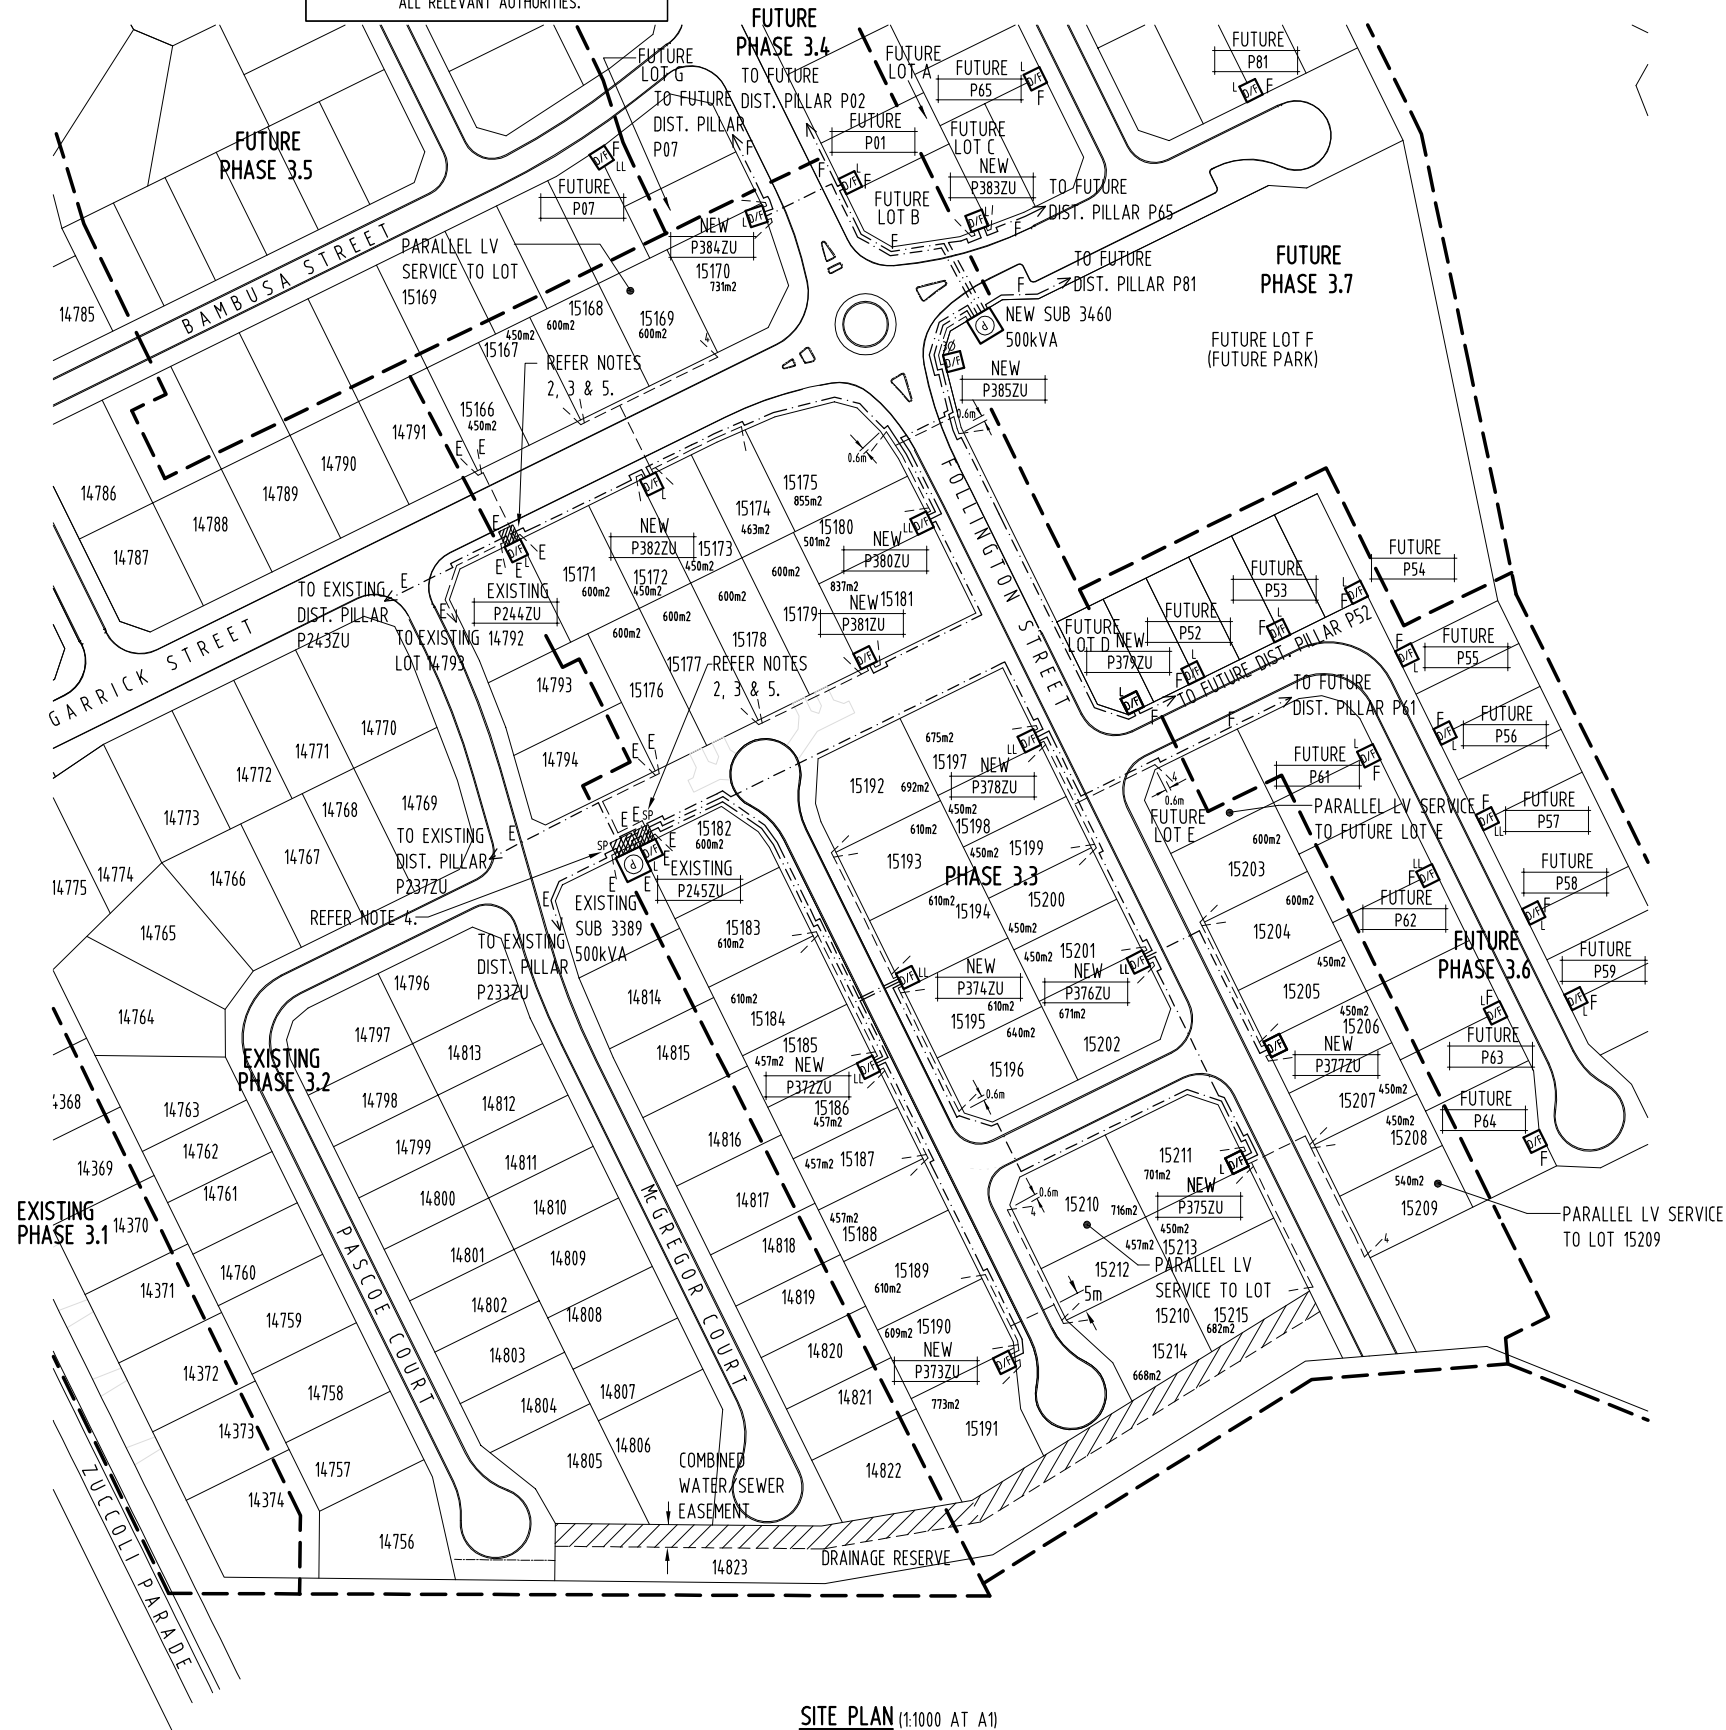 ALL RELEVANT AUTHORITIES.
FUTURE
PHASE 3.4
FUTURE
LOT G
TO FUTURE
DIST. PILLAR P02
FUTURE
LOT A
FUTURE
P65
FUTURE
P81
TO FUTURE
DIST. PILLAR
P07
FUTURE
P01
FUTURE
LOT C
FUTURE
PHASE 3.5
FUTURE
P07
NEW
P383ZU
TO FUTURE
DIST. PILLAR P65
FUTURE
LOT B
NEW
P384ZU
BAMBUSA STREET
PARALLEL LV
SERVICE TO LOT
15169
15170
731m2
TO FUTURE
DIST. PILLAR P81
FUTURE
PHASE 3.7
14785
15168
600m2
15169
600m2
450m2
15167
NEW SUB 3460
500kVA
FUTURE LOT F
(FUTURE PARK)
REFER NOTES
2, 3 & 5.
NEW
P385ZU
15166
450m2
14791
14790
14789
14788
14787
14786
0.6m
0.6m
FOLLINGTON STREET
15175
855m2
15174
463m2
15180
501m2
NEW
P382ZU
15173
450m2
NEW
P380ZU
15171
600m2
15172
450m2
600m2
837m2
600m2
600m2
600m2
15179
NEW
P381ZU
15181
15178
15177
15176
EXISTING
P244ZU
14792
TO EXISTING
DIST. PILLAR
P243ZU
TO EXISTING
LOT 14793
14793
14794
REFER NOTES
2, 3 & 5.
GARRICK STREET
FUTURE
P54
FUTURE
P53
FUTURE
P52
FUTURE
LOT D
NEW
P379ZU
TO FUTURE DIST. PILLAR P52
FUTURE
P55
TO FUTURE
DIST. PILLAR P61
FUTURE
P56
14770
14771
14772
14773
14774
14775
14769
14768
14767
14766
14765
14764
TO EXISTING
DIST. PILLAR
P237ZU
REFER NOTE 4.
675m2
15197
NEW
P378ZU
15192
692m2
450m2
15198
610m2
15193
450m2
15199
PHASE 3.3
FUTURE
P61
0.6m
FUTURE
LOT E
PARALLEL LV SERVICE
TO FUTURE LOT E
600m2
15203
FUTURE
P57
FUTURE
P58
FUTURE
P62
SP
SP
15182
600m2
EXISTING
P245ZU
EXISTING
SUB 3389
500kVA
TO EXISTING
DIST. PILLAR
P233ZU
15183
610m2
610m2
15194
15200
450m2
15201
450m2
600m2
15204
450m2
FUTURE
PHASE 3.6
FUTURE
P59
NEW
P374ZU
NEW
P376ZU
610m2
15195
671m2
640m2
15202
15196
15205
450m2
15206
NEW
P377ZU
FUTURE
P63
14796
14797
14813
14814
14815
610m2
15184
15185
457m2
NEW
P372ZU
15186
457m2
EXISTING
PHASE 3.2
14763
14762
14761
14798
14812
14799
14811
14800
14810
14816
457m2 15187
0.6m
15207
450m2
450m2
15208
FUTURE
P64
14369
14370
EXISTING
PHASE 3.1
14371
14760
14759
14801
14809
14802
14808
14817
14818
457m2
15188
15189
610m2
15211
701m2
15210
716m2
NEW
P375ZU
450m2
15213
457m2
15212
0.6m
540m2
15209
PARALLEL LV SERVICE
TO LOT 15209
PARALLEL LV
SERVICE TO LOT
15210
5m
15215
682m2
15214
668m2
PASCOE COURT
McGREGOR COURT
14819
14820
609m2
15190
NEW
P373ZU
773m2
15191
14372
14373
14374
14758
14757
14756
14803
14804
14807
14806
14805
14821
14822
COMBINED
WATER/SEWER
EASEMENT
14823
DRAINAGE RESERVE
ZUCCOLI PARADE
SITE PLAN (1:1000 AT A1)